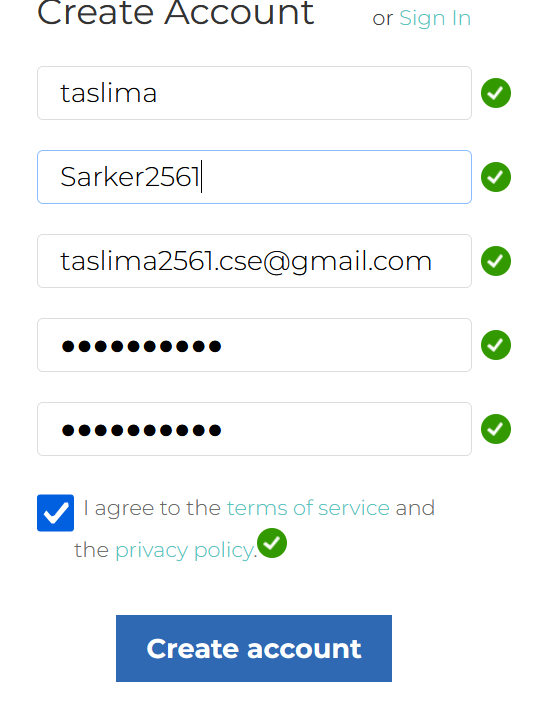 Create Account or Sign In
taslima
Sarker2561
taslima2561.cse@gmail.com
●●●●●●●●●●
●●●●●●●●●●
I agree to the terms of service and
the privacy policy.
Create account